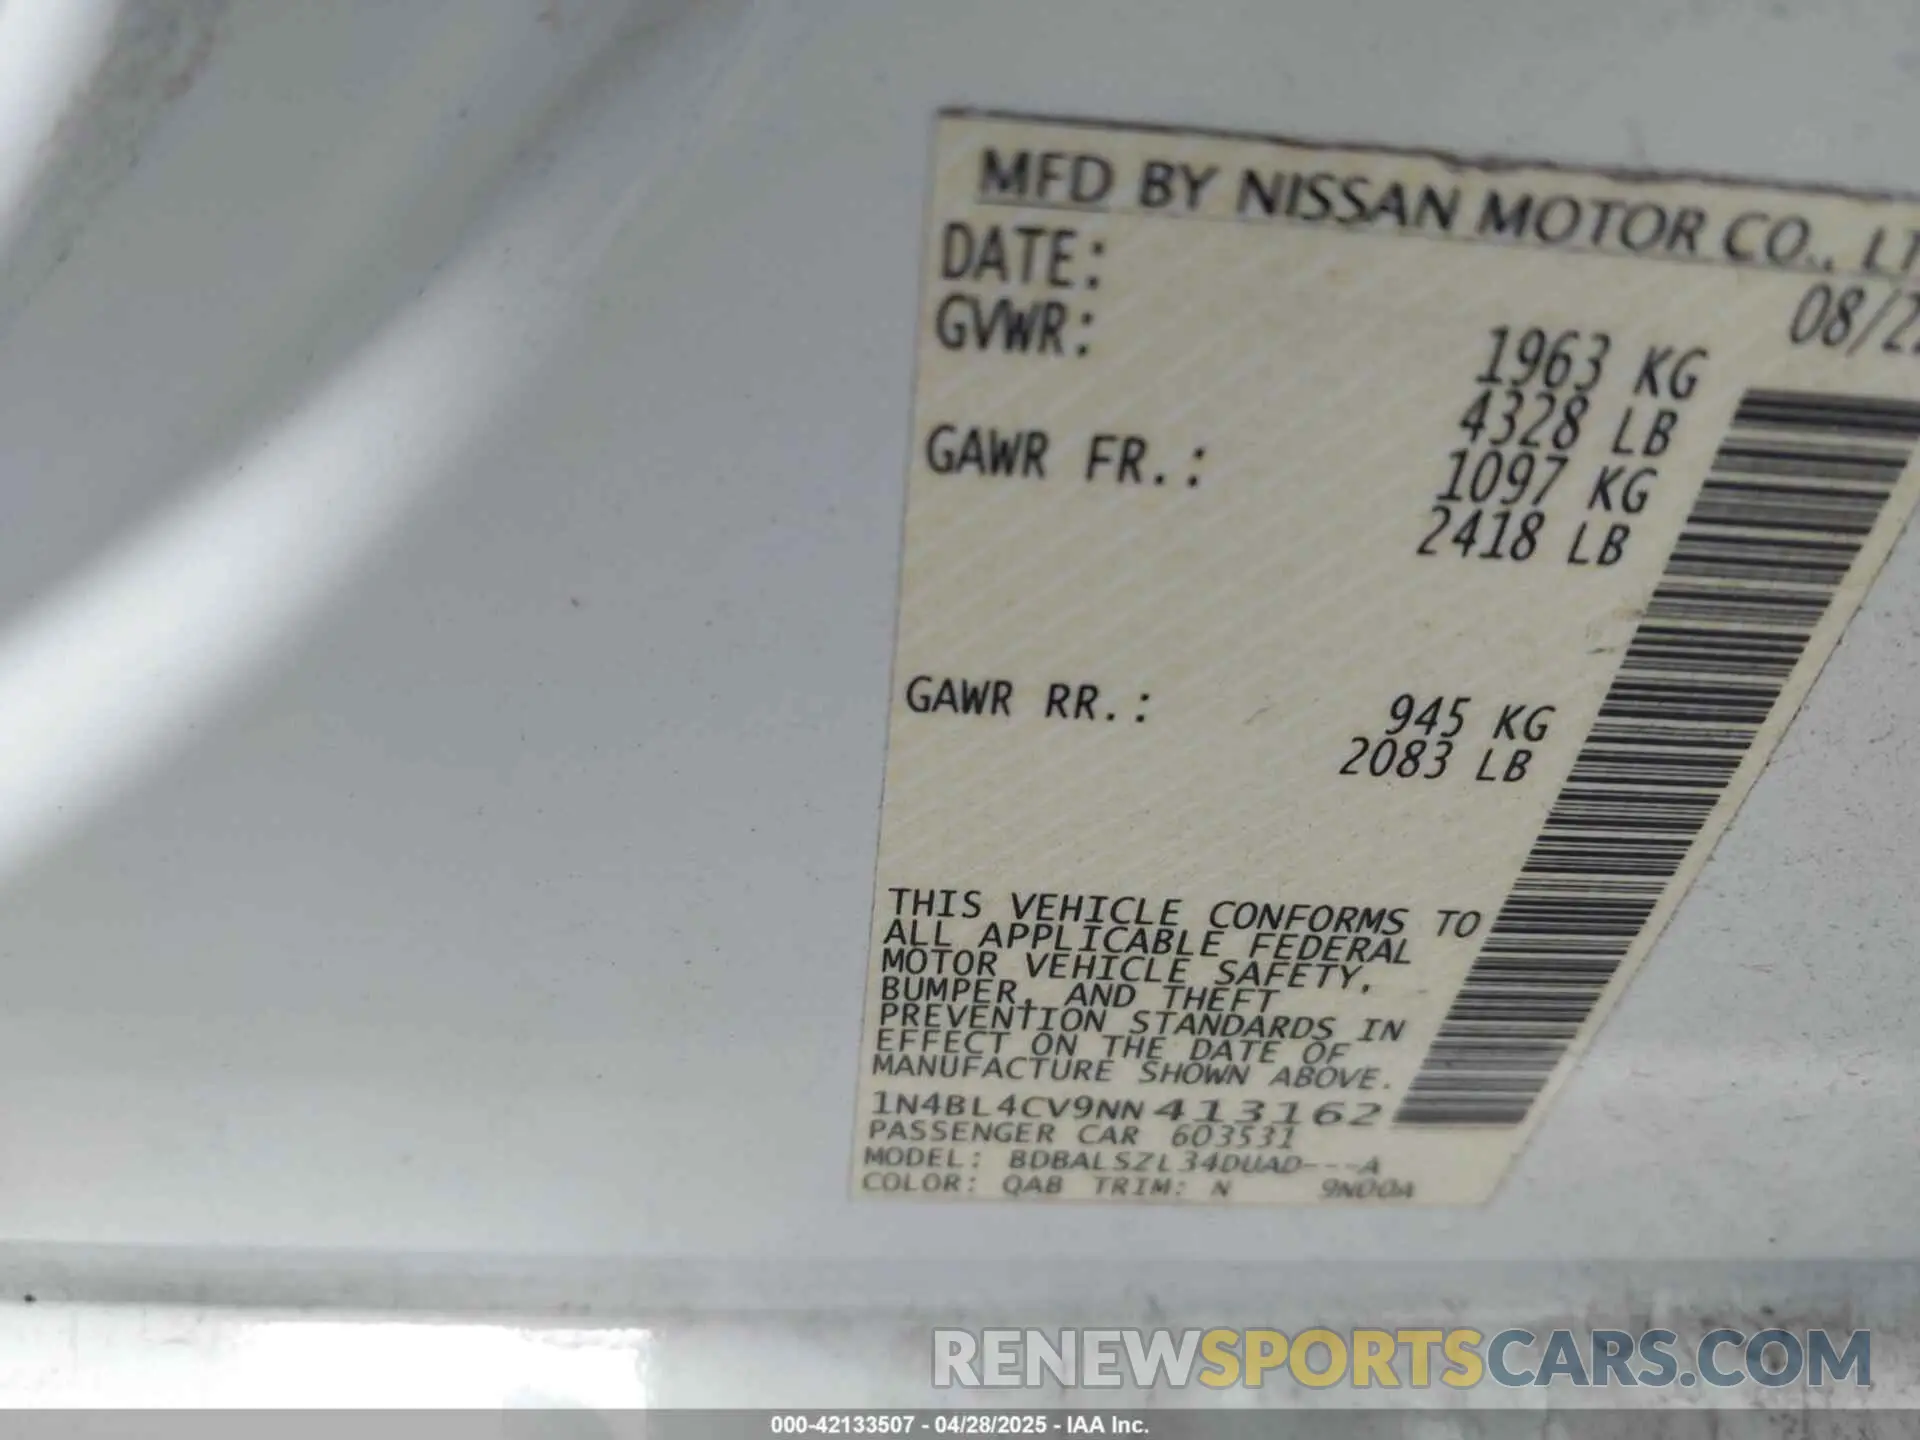 MFD BY NISSAN MOTOR CO., LT
DATE: 08/2
GVWR: 1963 KG
4328 LB
GAWR FR.: 1097 KG
2418 LB
GAWR RR.: 945 KG
2083 LB
THIS VEHICLE CONFORMS TO
ALL APPLICABLE FEDERAL
MOTOR VEHICLE SAFETY,
BUMPER, AND THEFT
PREVENTION STANDARDS IN
EFFECT ON THE DATE OF
MANUFACTURE SHOWN ABOVE.
1N4BL4CV9NN413162
PASSENGER CAR 603531
MODEL: BDBALSZL34DUAD---A
COLOR: QAB TRIM: N 9N00A
RENEWSPORTSCARS.COM
000-42133507 - 04/28/2025 - IAA Inc.